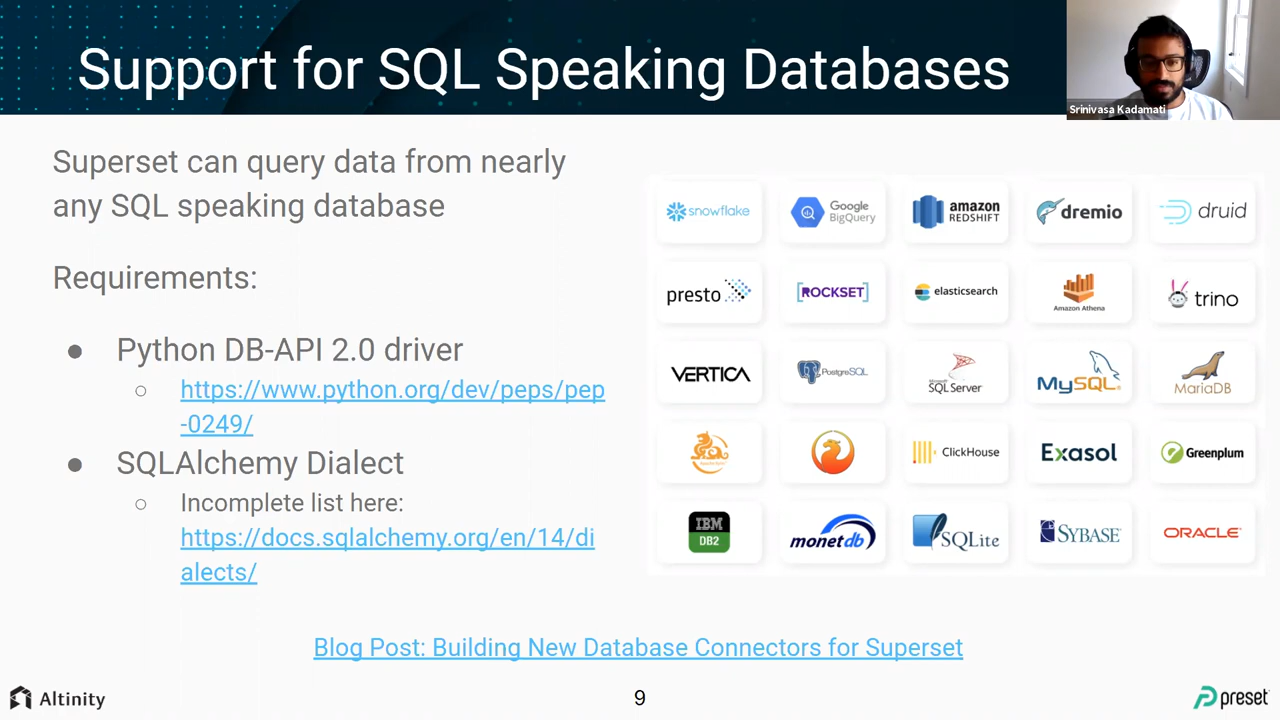 Support for SQL Speaking Databases
Srinivasa Kadamati
Superset can query data from nearly
any SQL speaking database
Requirements:
● Python DB-API 2.0 driver
○ https://www.python.org/dev/peps/pep
-0249/
● SQLAlchemy Dialect
○ Incomplete list here:
https://docs.sqlalchemy.org/en/14/di
alects/
snowflake
Google
BigQuery
amazon
REDSHIFT
dremio
druid
presto
[ROCKSET]
elasticsearch
Amazon Athena
trino
VERTICA
PostgreSQL
Microsoft
SQL Server
MySQL
MariaDB
ClickHouse
Exasol
Greenplum
IBM
DB2
monetdb
SQLite
SYBASE
ORACLE
Blog Post: Building New Database Connectors for Superset
Altinity
9
preset